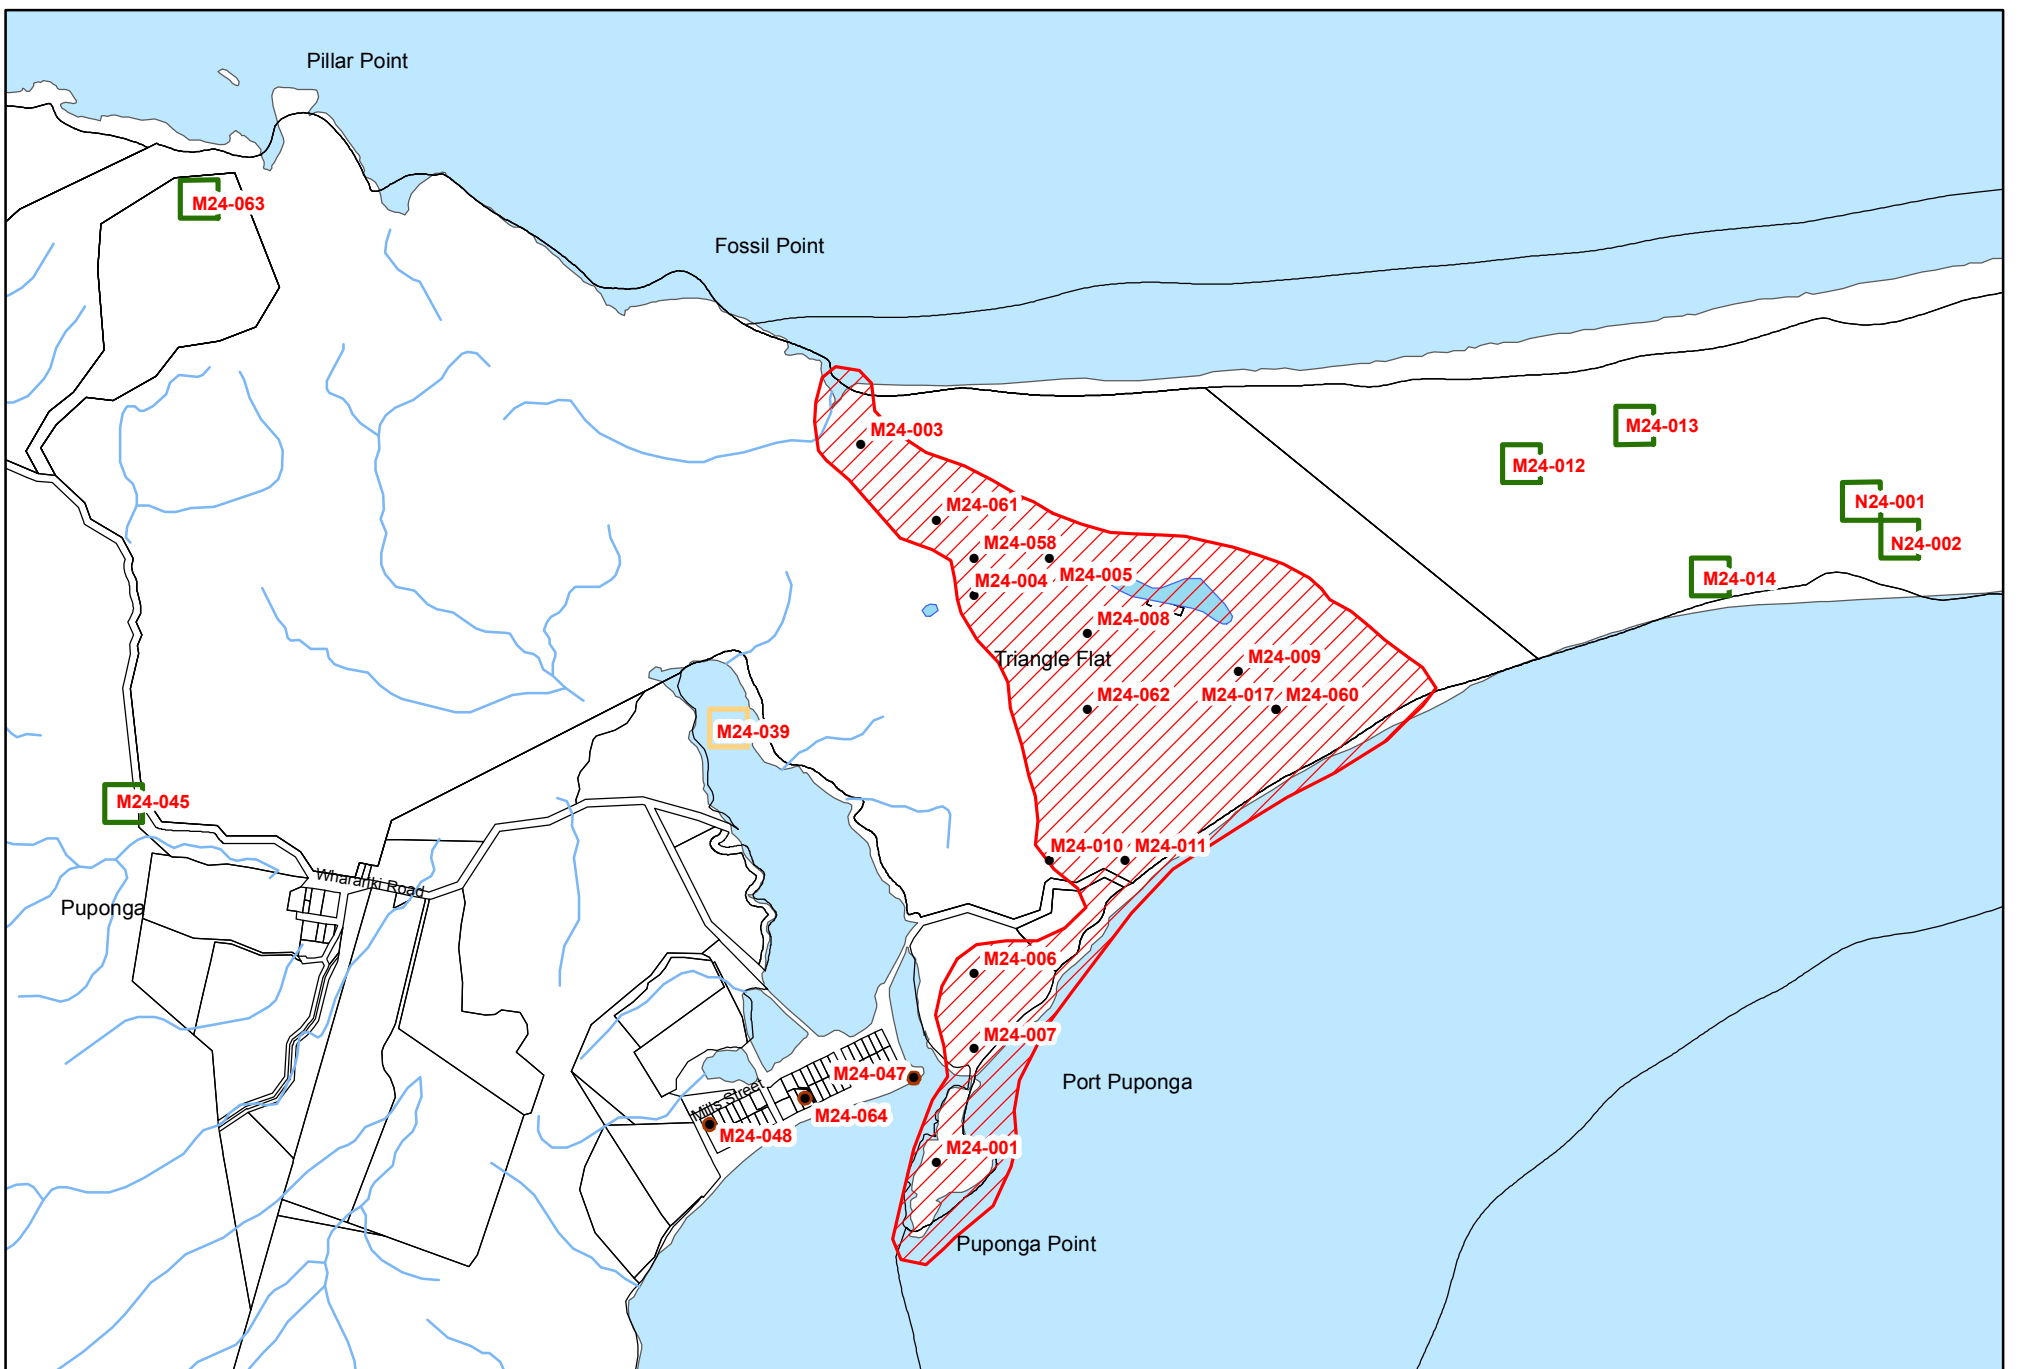 Pillar Point
M24-063
Fossil Point
M24-003
M24-013
M24-012
M24-061
N24-001
M24-058
N24-002
M24-004
M24-005
M24-014
M24-008
Triangle Flat
M24-009
M24-062
M24-017
M24-060
M24-039
M24-045
M24-010
M24-011
Wharariki Road
Puponga
M24-006
M24-007
M24-047
Port Puponga
Mills Street
M24-064
M24-048
M24-001
Puponga Point